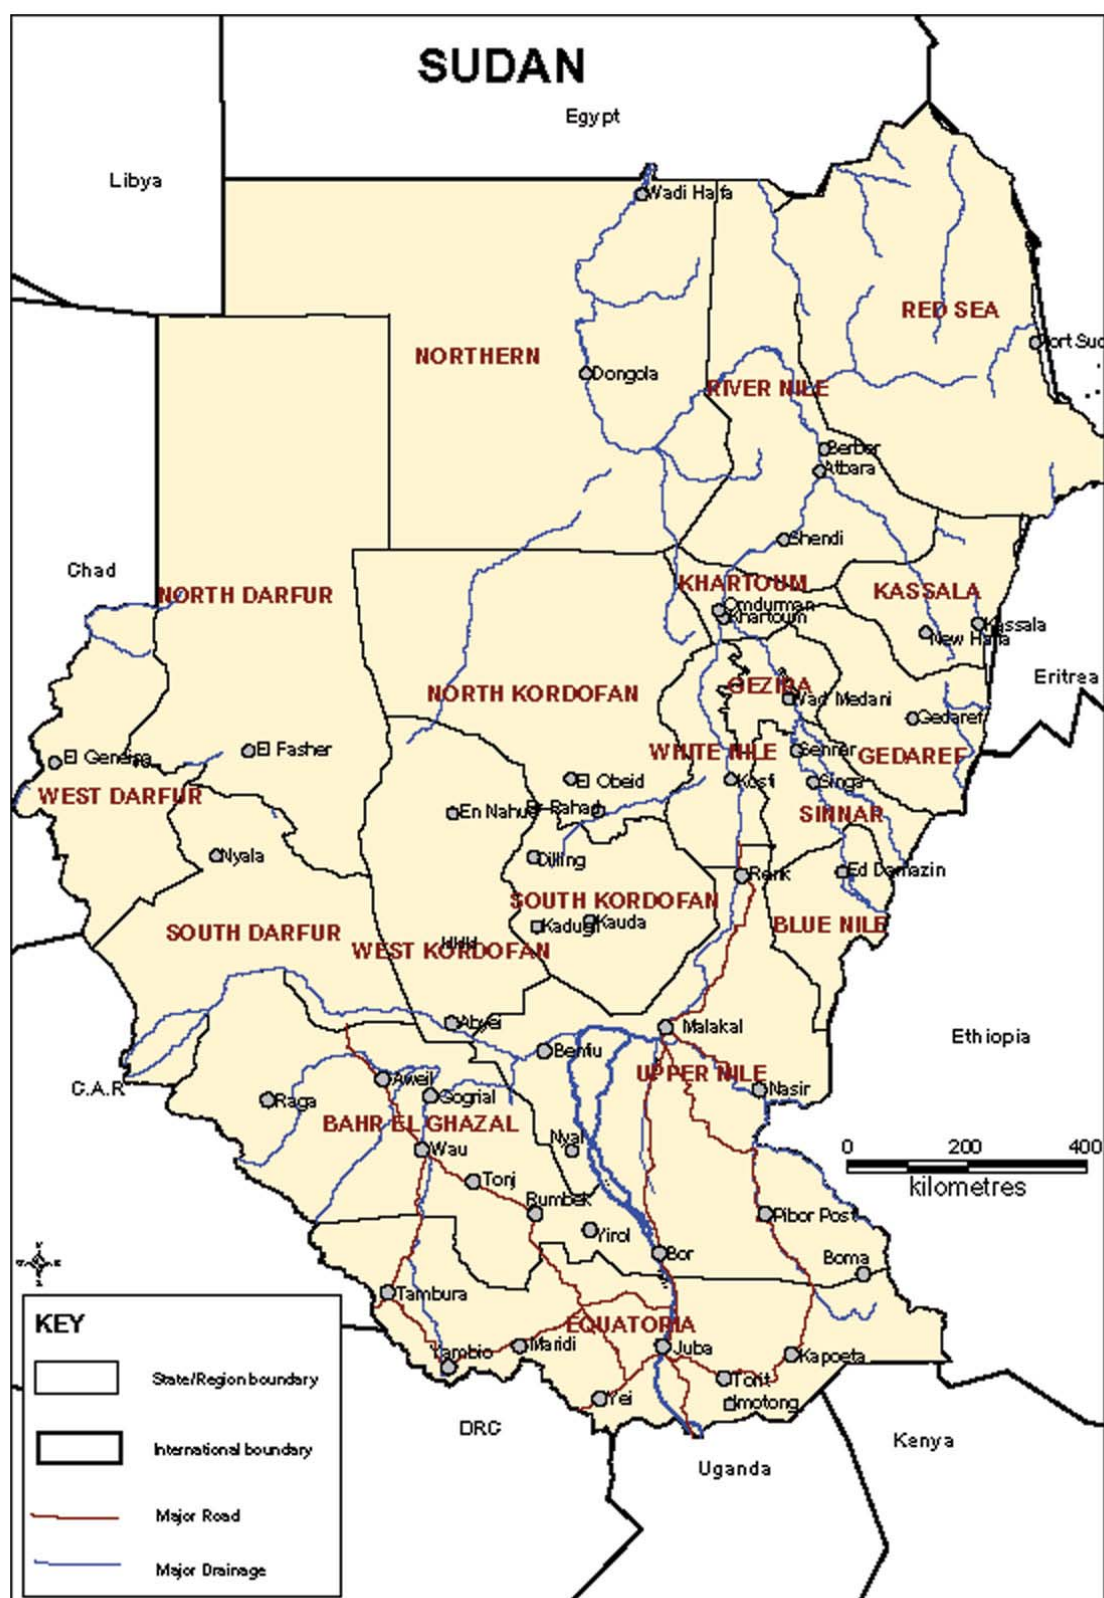 SUDAN
Egypt
Libya
Wadi Halfa
RED SEA
Port Sud
NORTHERN
Dongola
RIVER NILE
Berber
Atbara
Shendi
Chad
NORTH DARFUR
KHARTOUM
KASSALA
Omdurman
Khartoum
Kassala
New Halfa
Eritrea
NORTH KORDOFAN
GEZIRA
Wad Medani
Gedaref
El Geneina
El Fasher
WHITE NILE
Sennar
GEDAREF
El Obeid
Kosti
Singa
WEST DARFUR
En Nahud
Er Rahad
SINNAR
Nyala
Dilling
Renk
Ed Damazin
SOUTH KORDOFAN
Kadugli
Kauda
BLUE NILE
SOUTH DARFUR
WEST KORDOFAN
Abyei
Malakal
Ethiopia
Bentiu
UPPER NILE
C.A.R
Aweil
Nasir
Raga
Gogrial
BAHR EL GHAZAL
Nyal
Wau
0 200 400
kilometres
Tonj
Rumbek
Pibor Post
Yirol
Bor
Boma
Tambura
EQUATORIA
Yambio
Maridi
Juba
Kapoeta
Torit
Yei
Imotong
DRC
Kenya
Uganda
KEY
State/Region boundary
International boundary
Major Road
Major Drainage